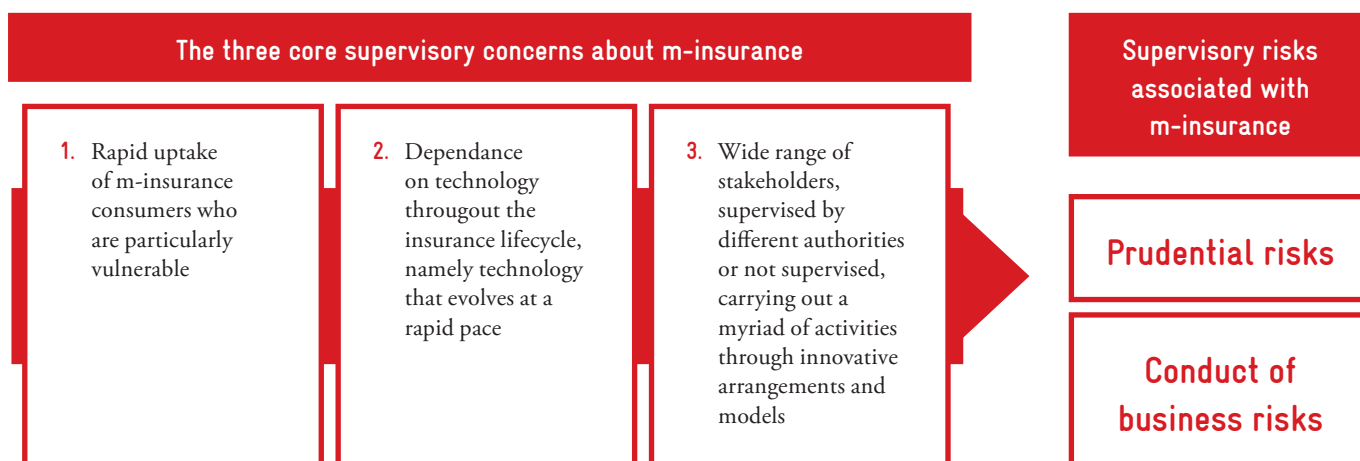 The three core supervisory concerns about m-insurance
1. Rapid uptake
of m-insurance
consumers who
are particularly
vulnerable
2. Dependance
on technology
througout the
insurance lifecycle,
namely technology
that evolves at a
rapid pace
3. Wide range of
stakeholders,
supervised by
different authorities
or not supervised,
carrying out a
myriad of activities
through innovative
arrangements and
models
Supervisory risks
associated with
m-insurance
Prudential risks
Conduct of
business risks